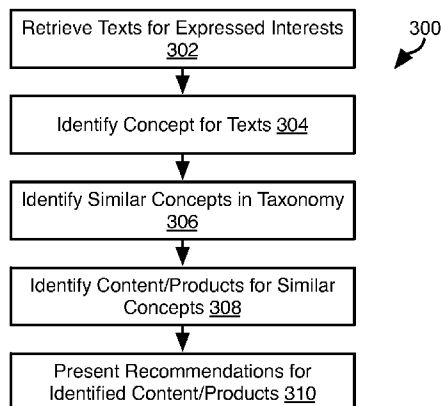 Retrieve Texts for Expressed Interests
302
300
Identify Concept for Texts 304
Identify Similar Concepts in Taxonomy
306
Identify Content/Products for Similar
Concepts 308
Present Recommendations for
Identified Content/Products 310